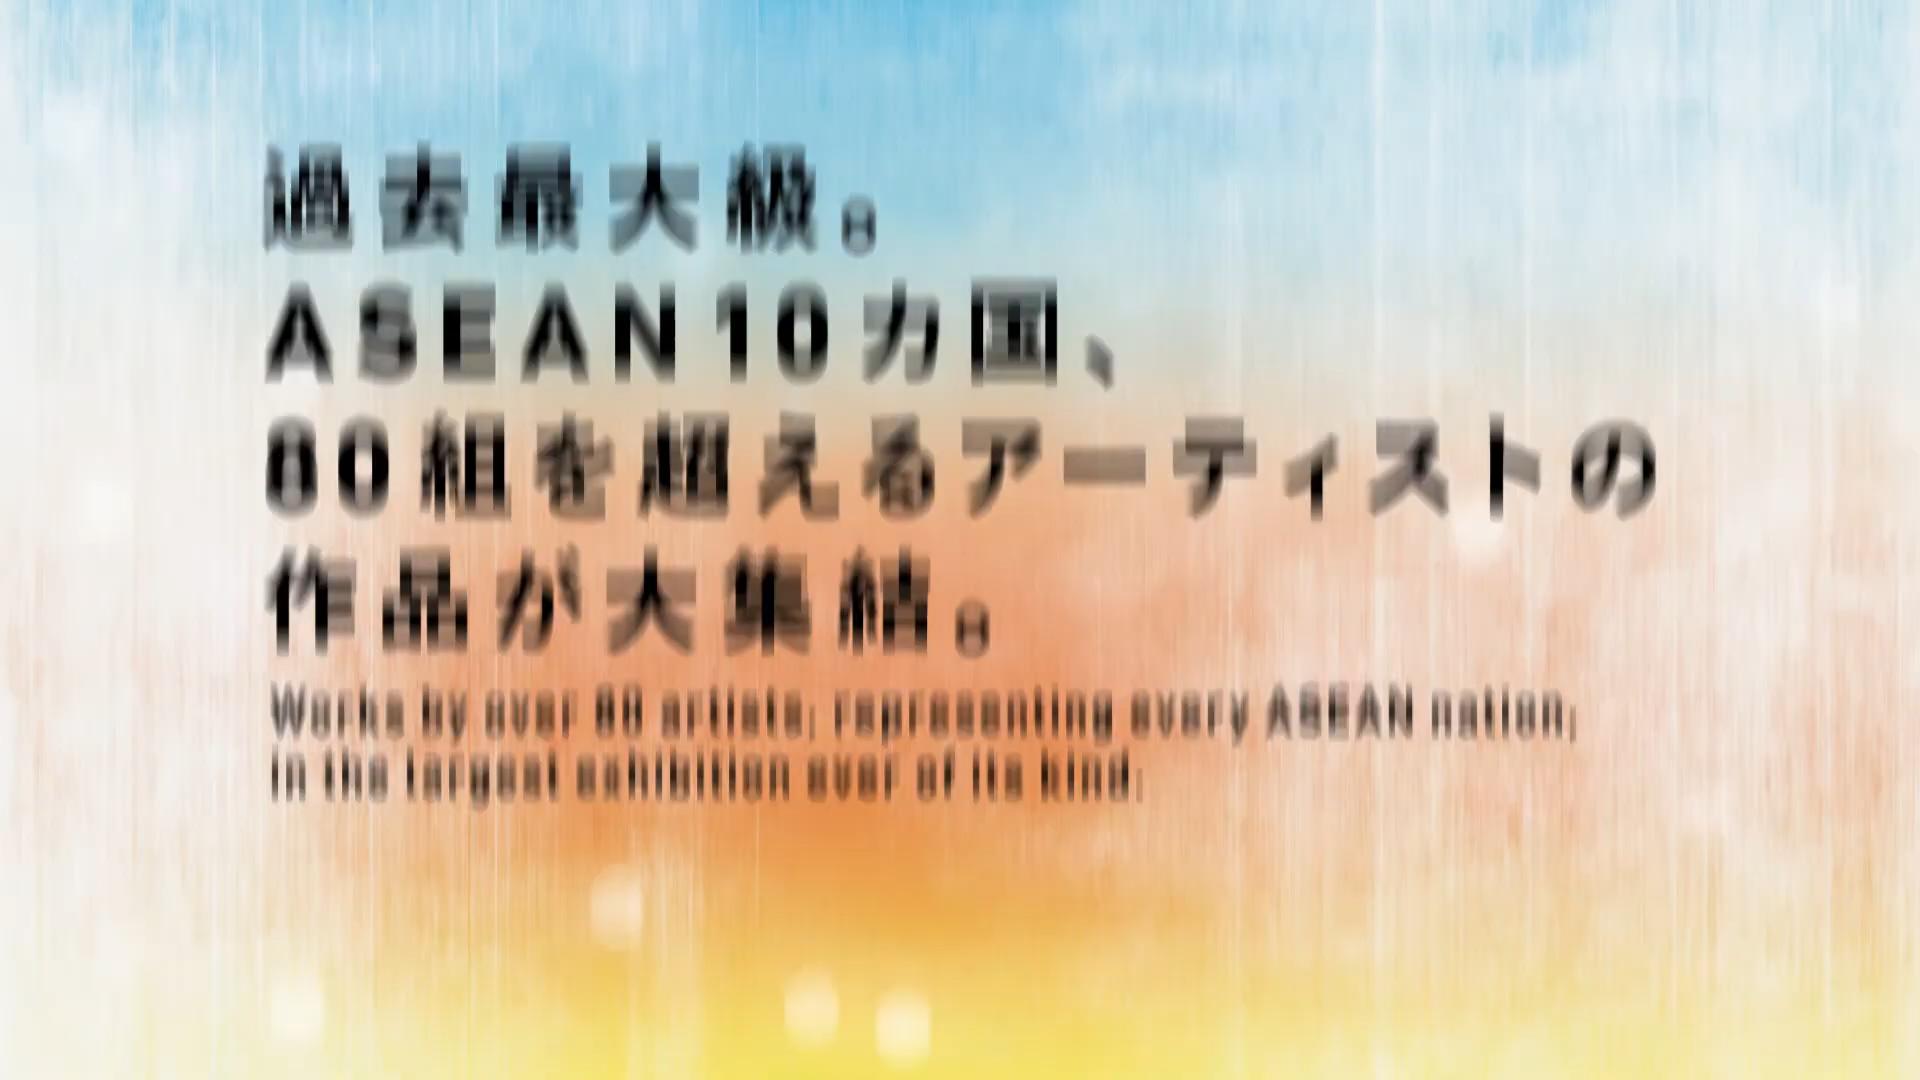 過去最大級。
ASEAN10カ国、
80組を超えるアーティストの
作品が大集結。
Works by over 80 artists, representing every ASEAN nation,
in the largest exhibition ever of its kind.